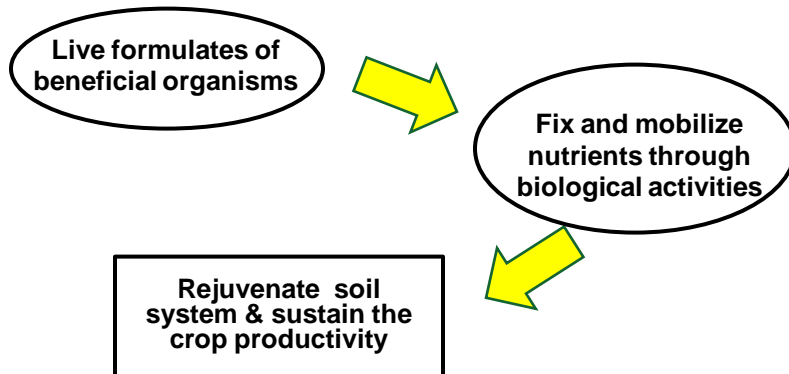 Live formulates of
beneficial organisms
Fix and mobilize
nutrients through
biological activities
Rejuvenate soil
system & sustain the
crop productivity